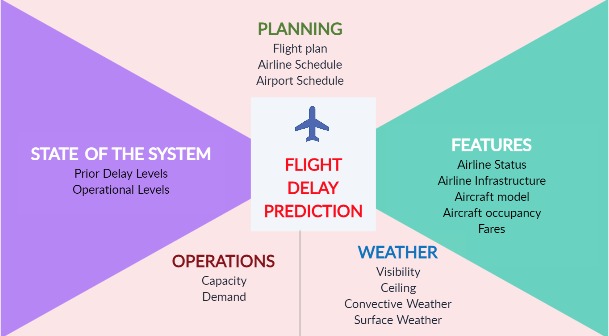 PLANNING
Flight plan
Airline Schedule
Airport Schedule
STATE OF THE SYSTEM
Prior Delay Levels
Operational Levels
FLIGHT
DELAY
PREDICTION
FEATURES
Airline Status
Airline Infrastructure
Aircraft model
Aircraft occupancy
Fares
OPERATIONS
Capacity
Demand
WEATHER
Visibility
Ceiling
Convective Weather
Surface Weather